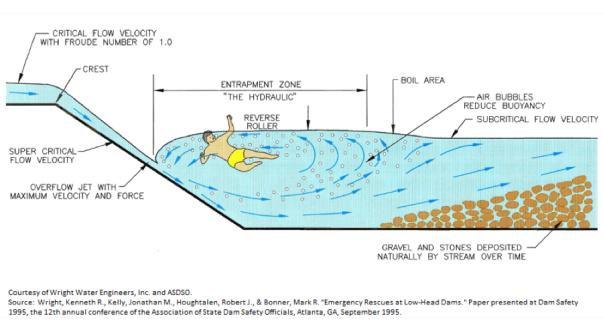 CRITICAL FLOW VELOCITY
WITH FROUDE NUMBER OF 1.0
CREST
ENTRAPMENT ZONE
"THE HYDRAULIC"
BOIL AREA
AIR BUBBLES
REDUCE BUOYANCY
REVERSE
ROLLER
SUBCRITICAL FLOW VELOCITY
SUPER CRITICAL
FLOW VELOCITY
OVERFLOW JET WITH
MAXIMUM VELOCITY AND FORCE
GRAVEL AND STONES DEPOSITED
NATURALLY BY STREAM OVER TIME
Courtesy of Wright Water Engineers, Inc. and ASDSO.
Source: Wright, Kenneth R., Kelly, Jonathan M., Houghtalen, Robert J., & Bonner, Mark R. "Emergency Rescues at Low-Head Dams." Paper presented at Dam Safety
1995, the 12th annual conference of the Association of State Dam Safety Officials, Atlanta, GA, September 1995.